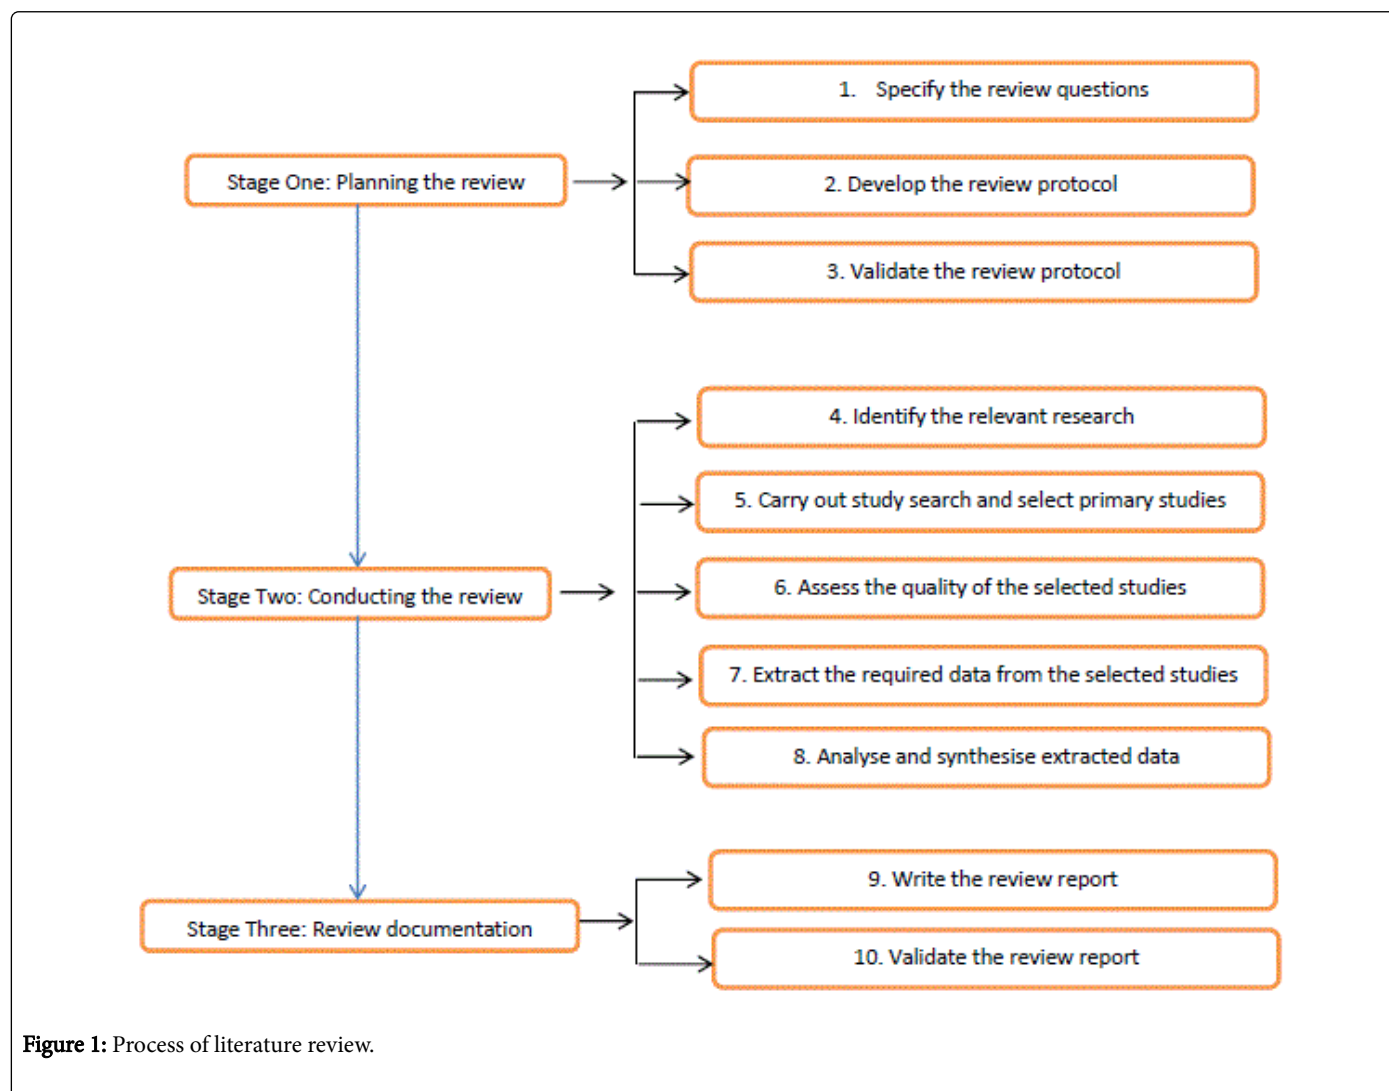 Stage One: Planning the review
1. Specify the review questions
2. Develop the review protocol
3. Validate the review protocol
Stage Two: Conducting the review
4. Identify the relevant research
5. Carry out study search and select primary studies
6. Assess the quality of the selected studies
7. Extract the required data from the selected studies
8. Analyse and synthesise extracted data
Stage Three: Review documentation
9. Write the review report
10. Validate the review report
Figure 1: Process of literature review.